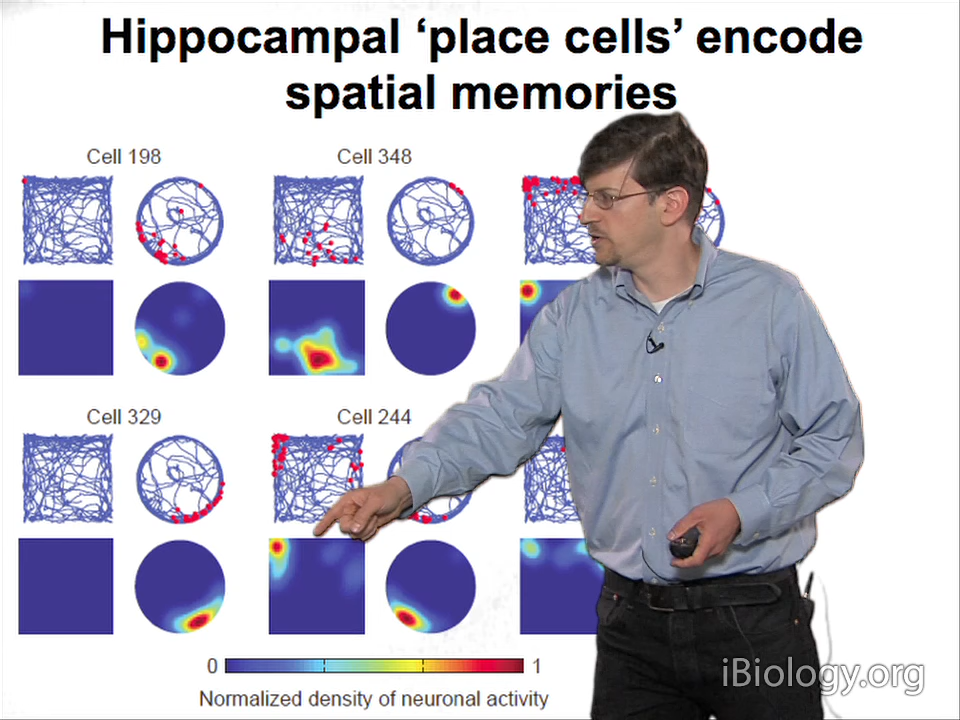 Hippocampal ‘place cells’ encode
spatial memories
Cell 198
Cell 348
Cell 329
Cell 244
0
1
Normalized density of neuronal activity
iBiology.org